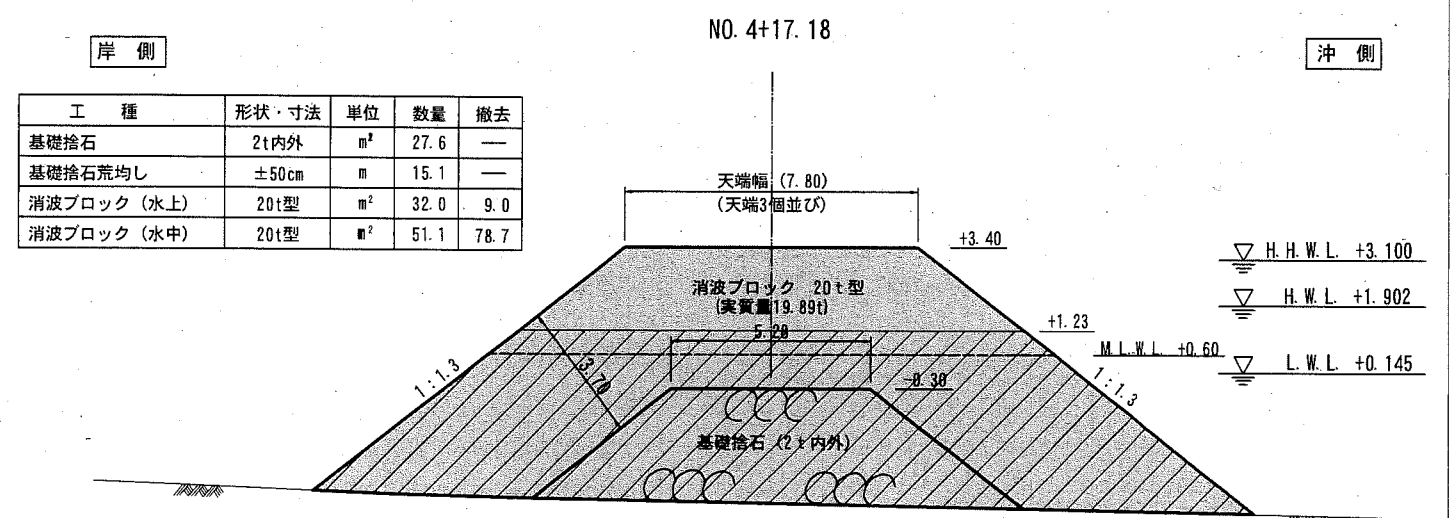 NO. 4+17.18
岸 側
沖 側
工 種 形状・寸法 単位 数量 撤去
基礎捨石 2t内外 m² 27.6 ―
基礎捨石荒均し ±50cm m 15.1 ―
消波ブロック（水上） 20t型 m² 32.0 9.0
消波ブロック（水中） 20t型 m² 51.1 78.7
天端幅 (7.80)
(天端3個並び)
+3.40
H.H.W.L. +3.100
消波ブロック 20t型
(実質量19.89t)
H.W.L. +1.902
5.20
+1.23
M.L.W.L. +0.60
L.W.L. +0.145
1:1.3
3.70
-0.30
1:1.3
基礎捨石 (2t内外)